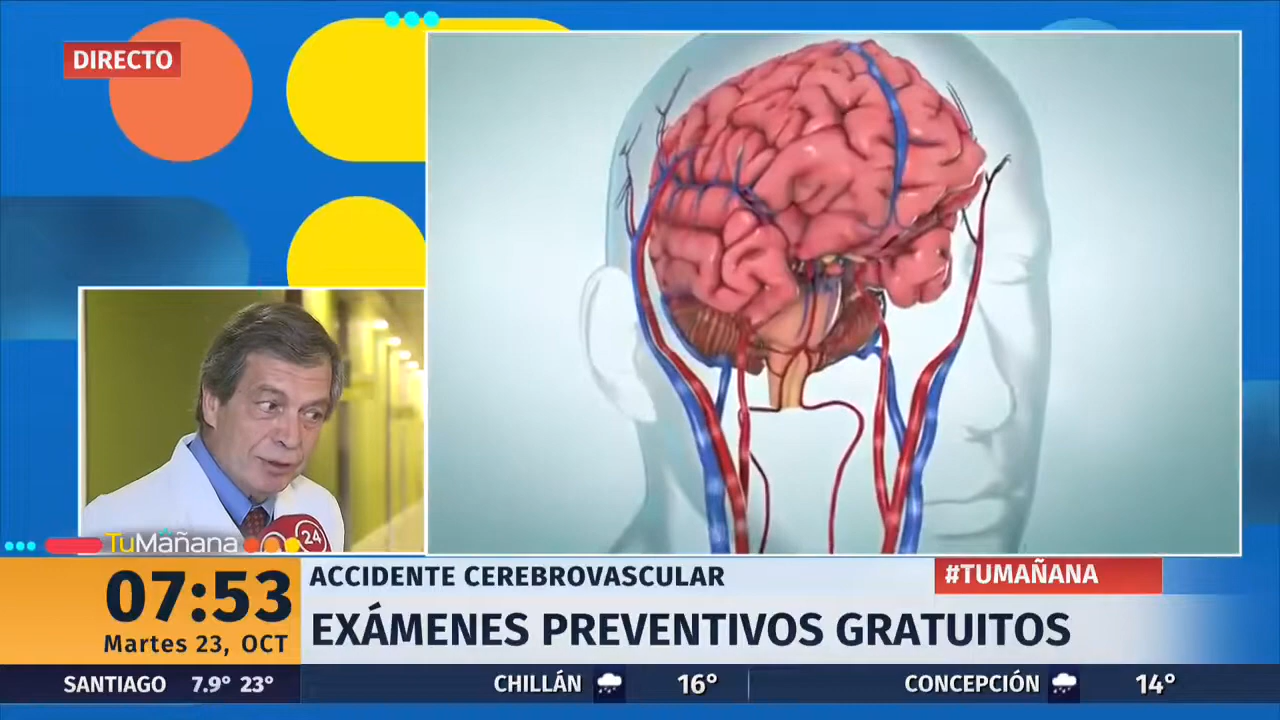 DIRECTO
24
TuMañana
07:53
Martes 23, OCT
ACCIDENTE CEREBROVASCULAR
#TUMAÑANA
EXÁMENES PREVENTIVOS GRATUITOS
SANTIAGO 7.9° 23°
CHILLÁN 16°
CONCEPCIÓN 14°